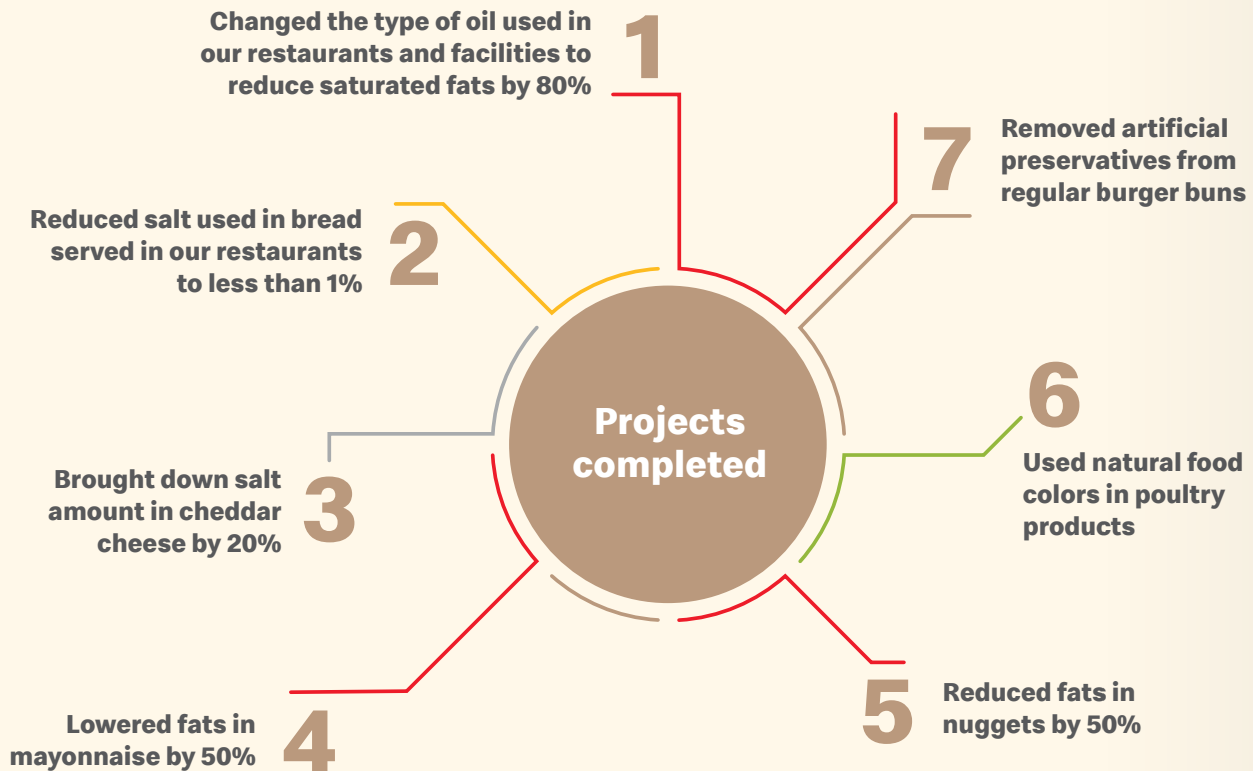 Changed the type of oil used in
our restaurants and facilities to
reduce saturated fats by 80%
1
Reduced salt used in bread
served in our restaurants
to less than 1%
2
Brought down salt
amount in cheddar
cheese by 20%
3
Lowered fats in
mayonnaise by 50%
4
5
Reduced fats in
nuggets by 50%
6
Used natural food
colors in poultry
products
7
Removed artificial
preservatives from
regular burger buns
Projects
completed